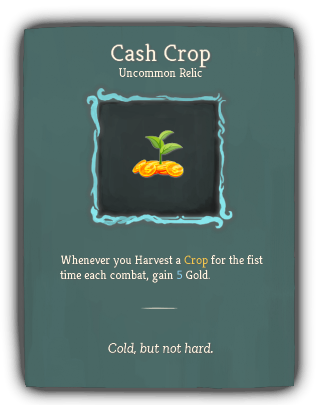 Cash Crop
Uncommon Relic
Whenever you Harvest a Crop for the fist
time each combat, gain 5 Gold.
Cold, but not hard.